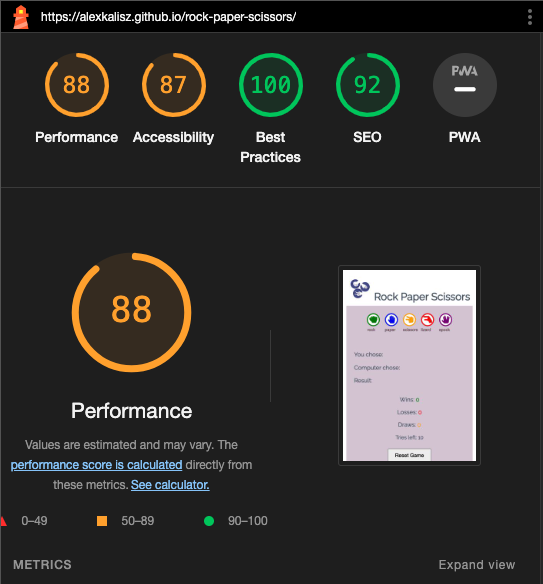 https://alexkalisz.github.io/rock-paper-scissors/
88
87
100
92
PWA
Performance
Accessibility
Best
Practices
SEO
PWA
88
Performance
Values are estimated and may vary. The
performance score is calculated directly from
these metrics. See calculator.
0–49
50–89
90–100
Rock Paper Scissors
rock
paper
scissors
lizard
spock
You chose:
Computer chose:
Result:
Wins: 0
Losses: 0
Draws: 0
Tries left: 10
Reset Game
METRICS
Expand view